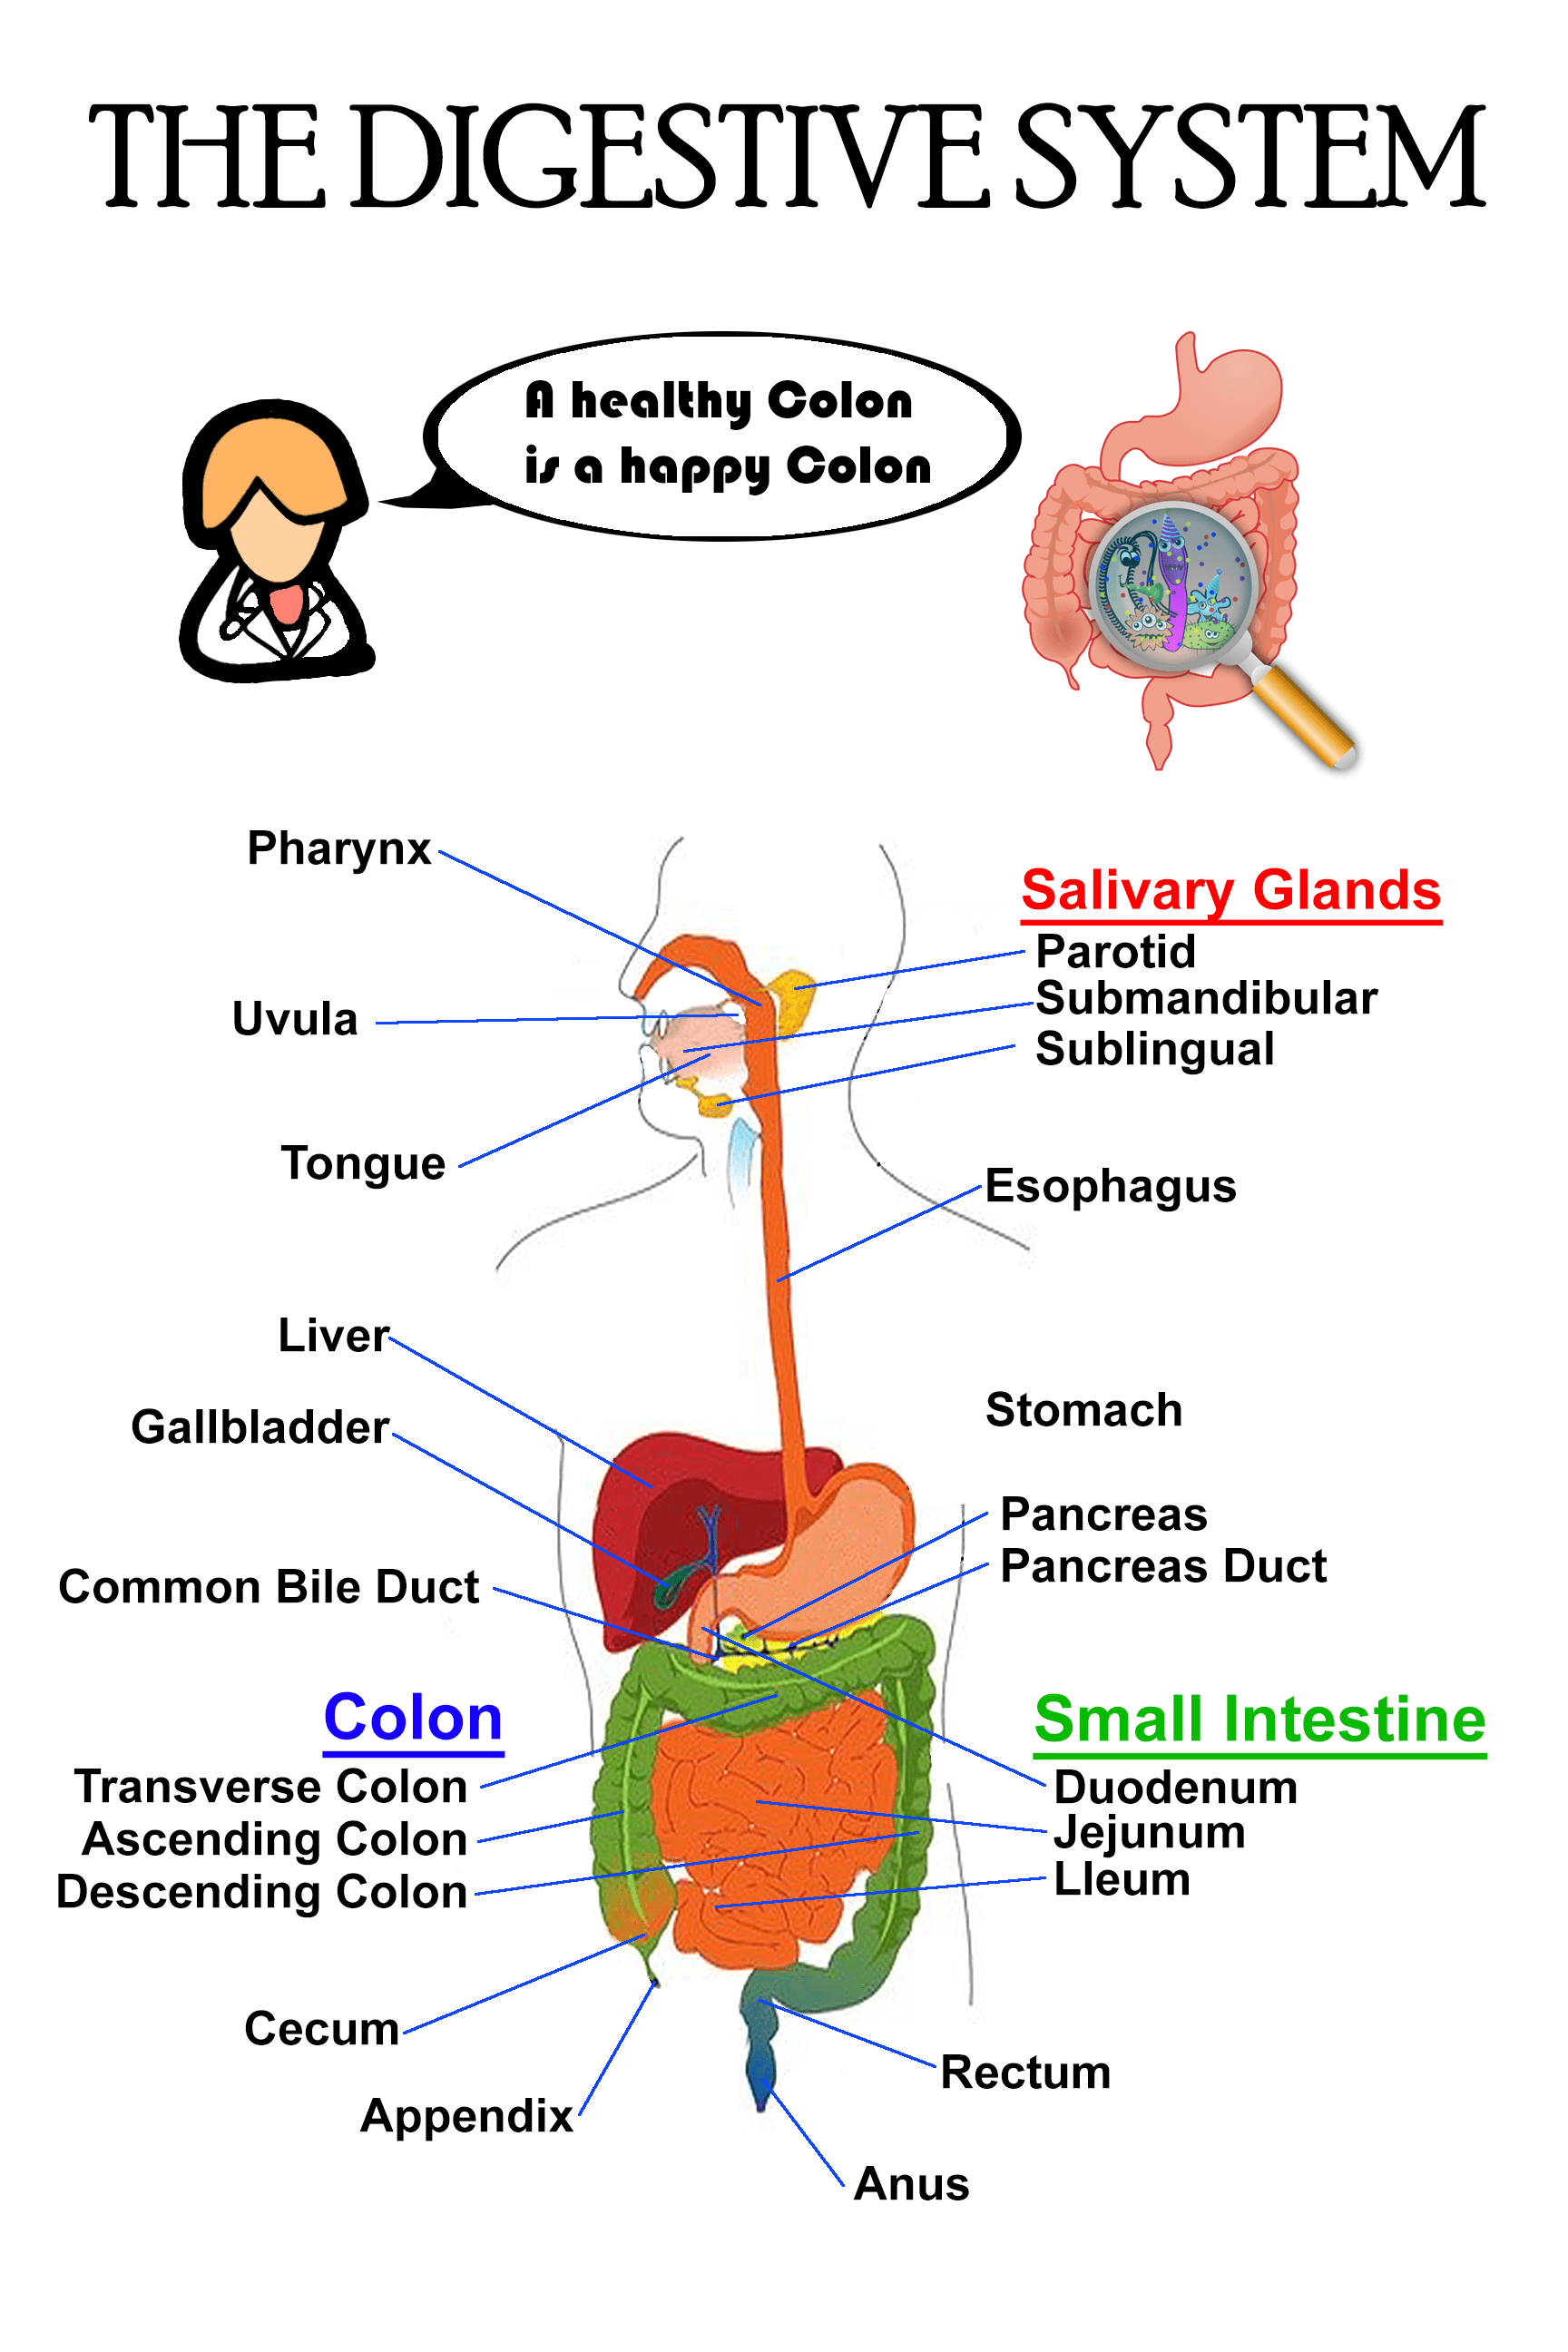 THE DIGESTIVE SYSTEM
A healthy Colon
is a happy Colon
Pharynx
Salivary Glands
Parotid
Submandibular
Sublingual
Uvula
Tongue
Esophagus
Liver
Gallbladder
Stomach
Pancreas
Pancreas Duct
Common Bile Duct
Colon
Transverse Colon
Ascending Colon
Descending Colon
Small Intestine
Duodenum
Jejunum
Lleum
Cecum
Appendix
Rectum
Anus